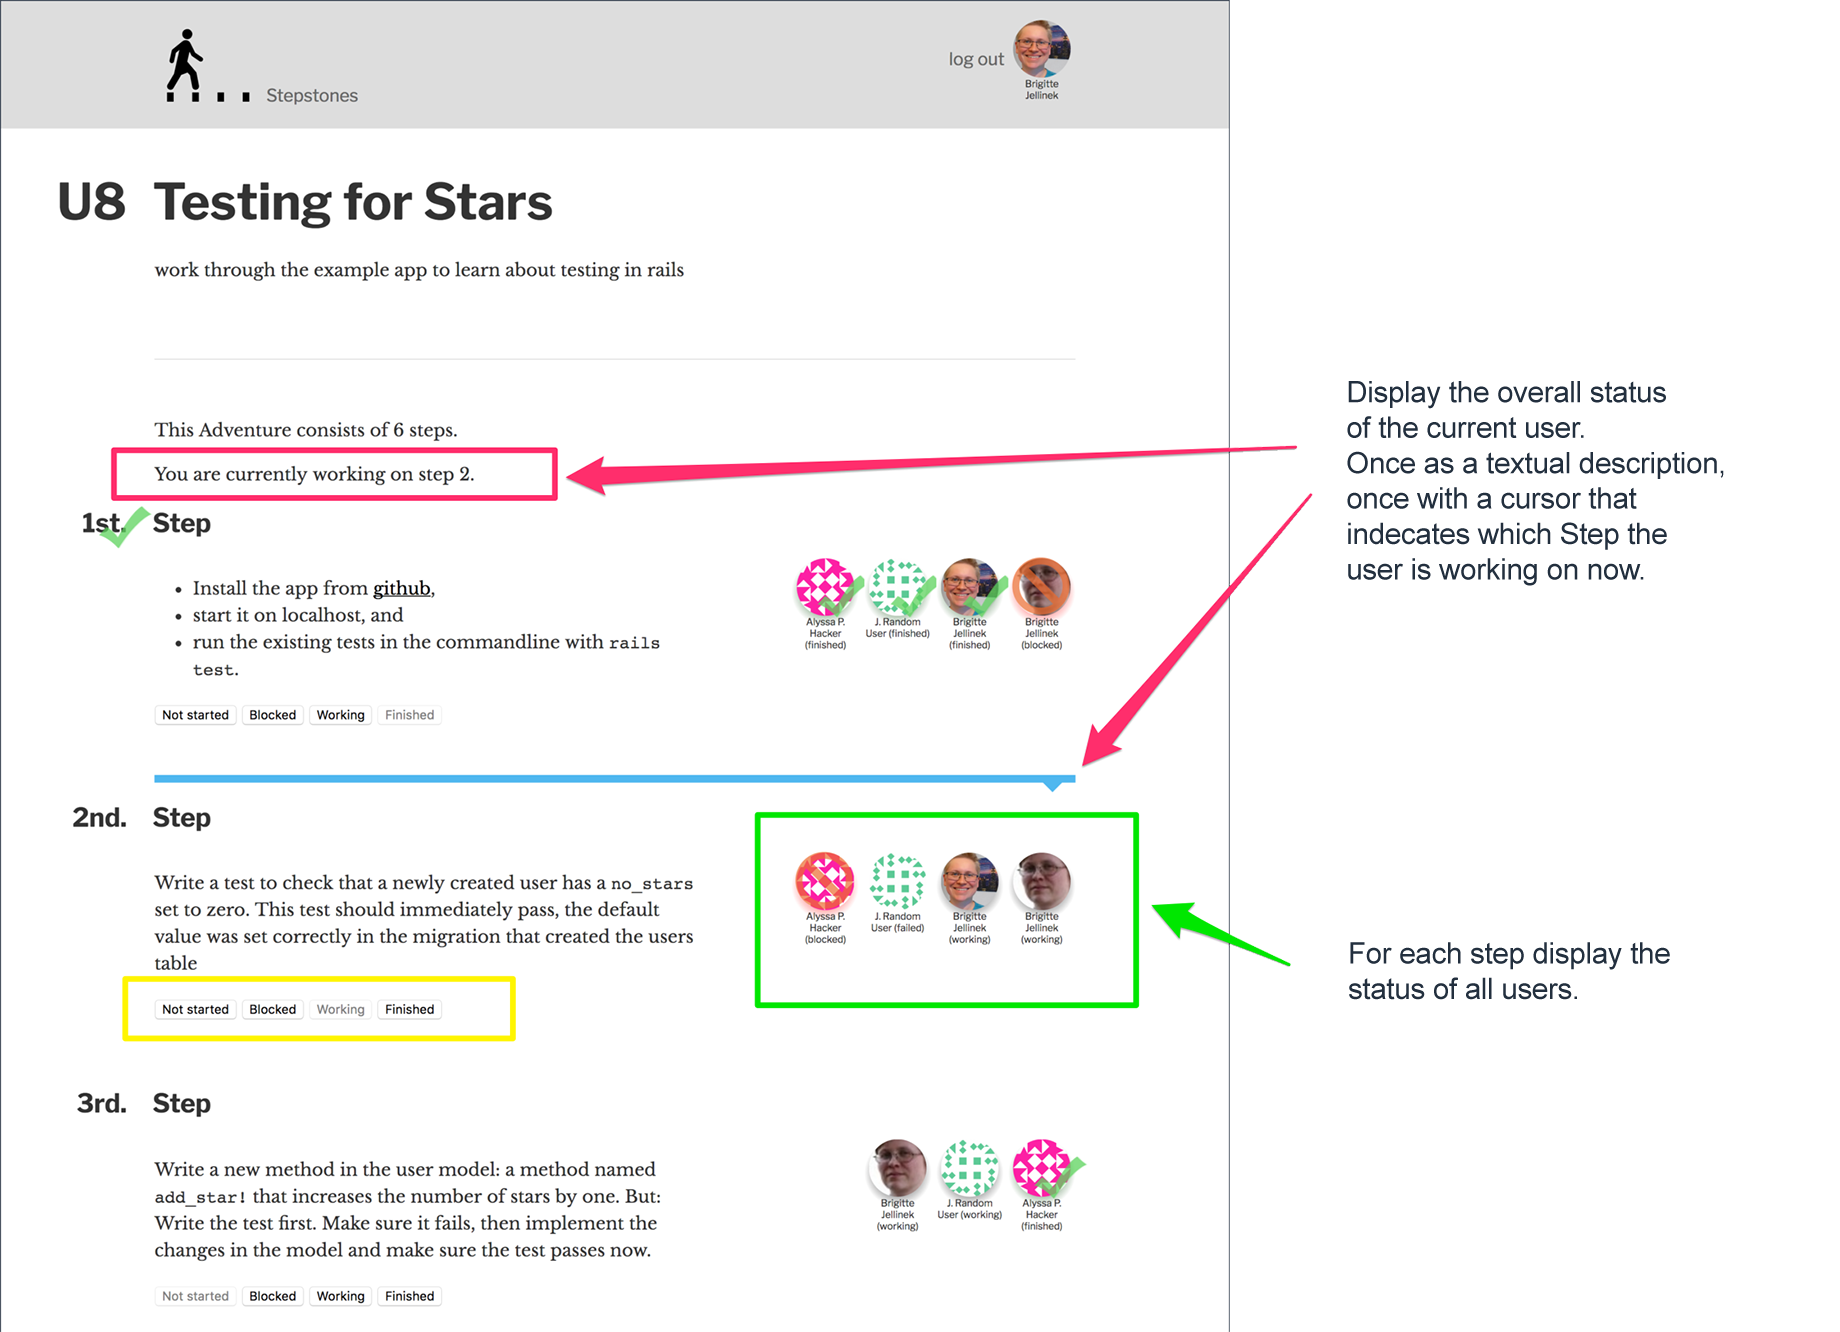 log out
Brigitte
Jellinek
Stepstones
U8 Testing for Stars
work through the example app to learn about testing in rails
This Adventure consists of 6 steps.
You are currently working on step 2.
1st. Step
Install the app from github,
start it on localhost, and
run the existing tests in the commandline with rails
test.
Alyssa P.
Hacker
(finished)
J. Random
User (finished)
Brigitte
Jellinek
(finished)
Brigitte
Jellinek
(blocked)
Not started Blocked Working Finished
Display the overall status
of the current user.
Once as a textual description,
once with a cursor that
indecates which Step the
user is working on now.
2nd. Step
Write a test to check that a newly created user has a no_stars
set to zero. This test should immediately pass, the default
value was set correctly in the migration that created the users
table
Alyssa P.
Hacker
(blocked)
J. Random
User (failed)
Brigitte
Jellinek
(working)
Brigitte
Jellinek
(working)
Not started Blocked Working Finished
For each step display the
status of all users.
3rd. Step
Write a new method in the user model: a method named
add_star! that increases the number of stars by one. But:
Write the test first. Make sure it fails, then implement the
changes in the model and make sure the test passes now.
Brigitte
Jellinek
(working)
J. Random
User (working)
Alyssa P.
Hacker
(finished)
Not started Blocked Working Finished